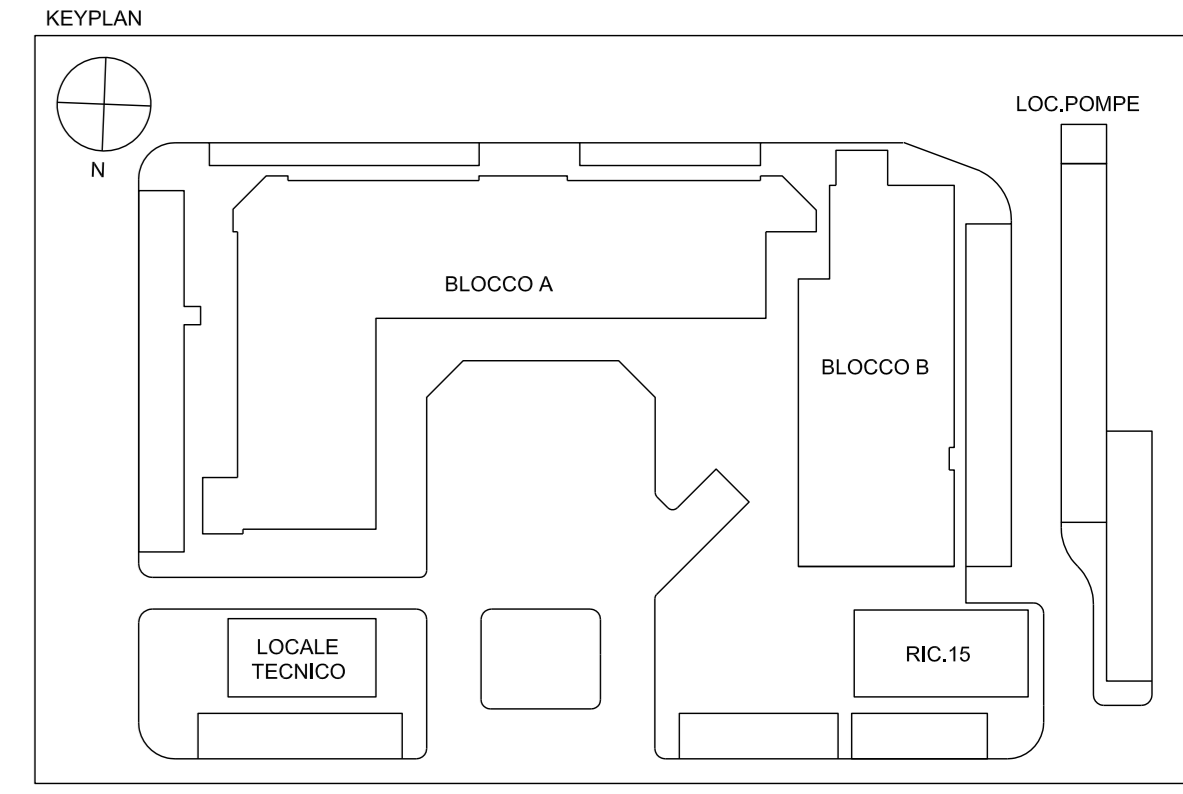 KEYPLAN
LOC.POMPE
N
BLOCCO A
BLOCCO B
LOCALE
TECNICO
RIC.15